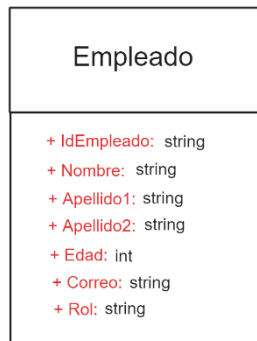 Empleado
+ IdEmpleado: string
+ Nombre: string
+ Apellido1: string
+ Apellido2: string
+ Edad: int
+ Correo: string
+ Rol: string